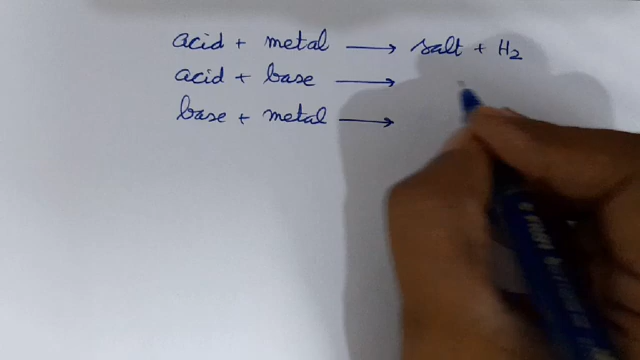 acid + metal ⟶ salt + H₂
acid + base ⟶
base + metal ⟶